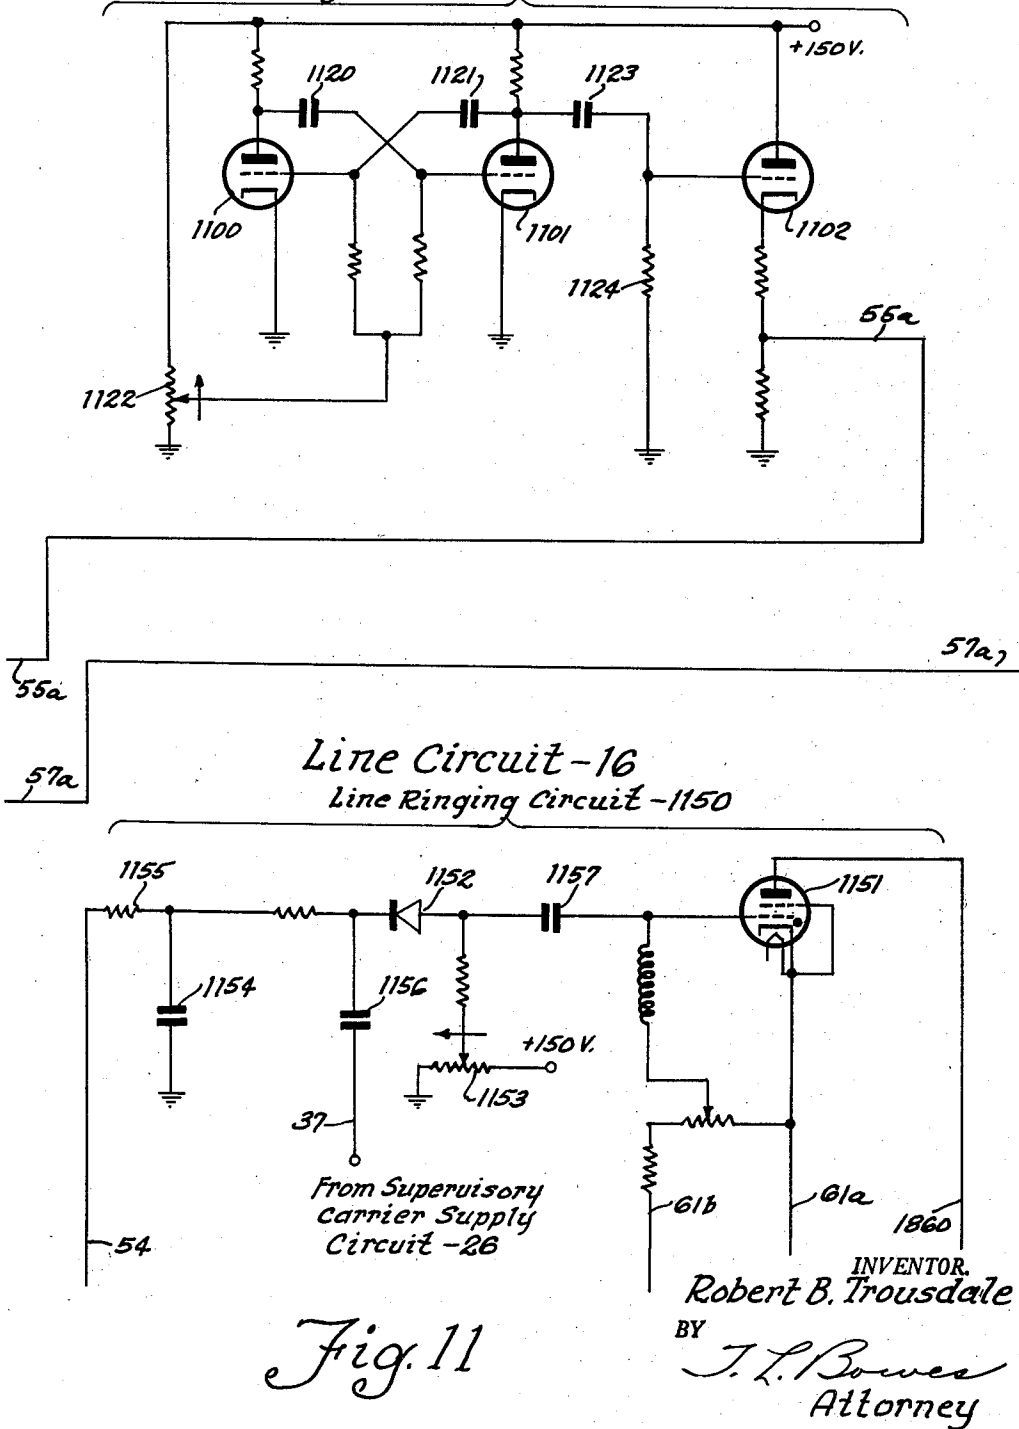 +150V.
1120
1121
1123
1100
1101
1102
1124
55a
1122
55a
57a
57a
Line Circuit-16
Line Ringing Circuit-1150
1155
1152
1157
1151
1154
1156
+150V.
1153
37
From Supervisory
Carrier Supply
Circuit-26
54
61b
61a
1860
INVENTOR.
Robert B. Trousdale
BY
T. L. Bowes
Attorney
Fig. 11